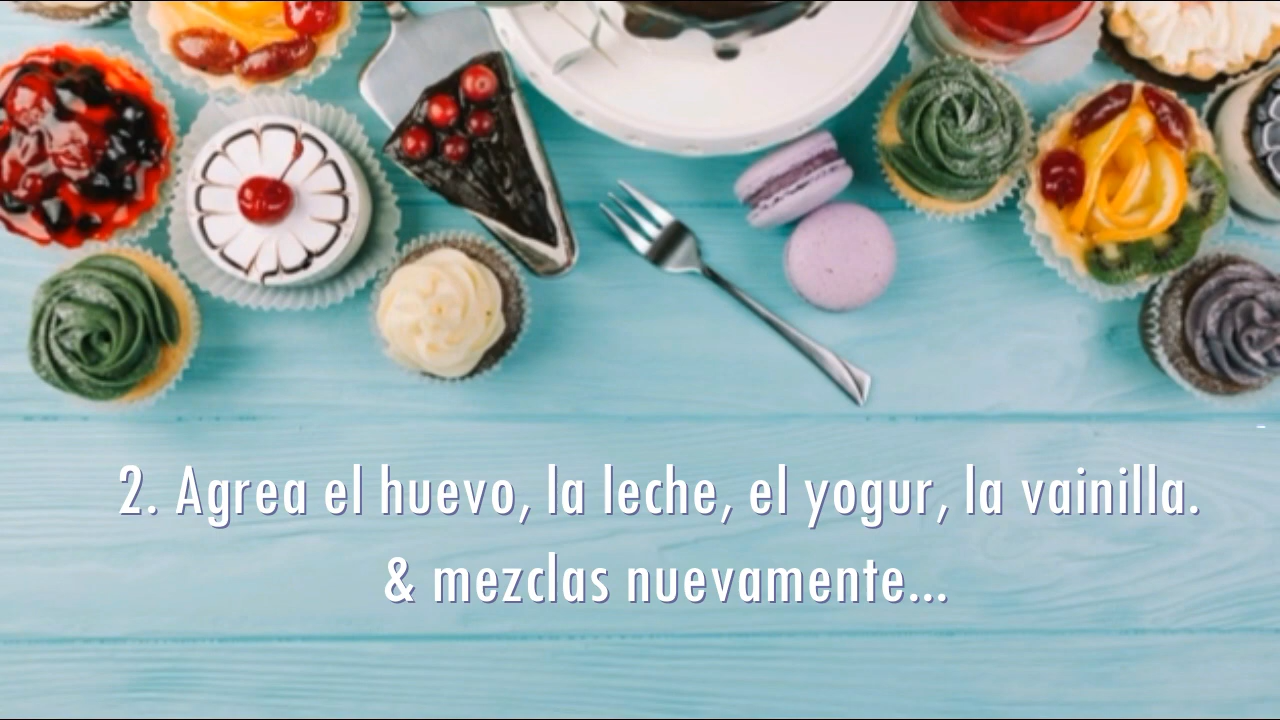 2. Agrea el huevo, la leche, el yogur, la vainilla.
& mezclas nuevamente...